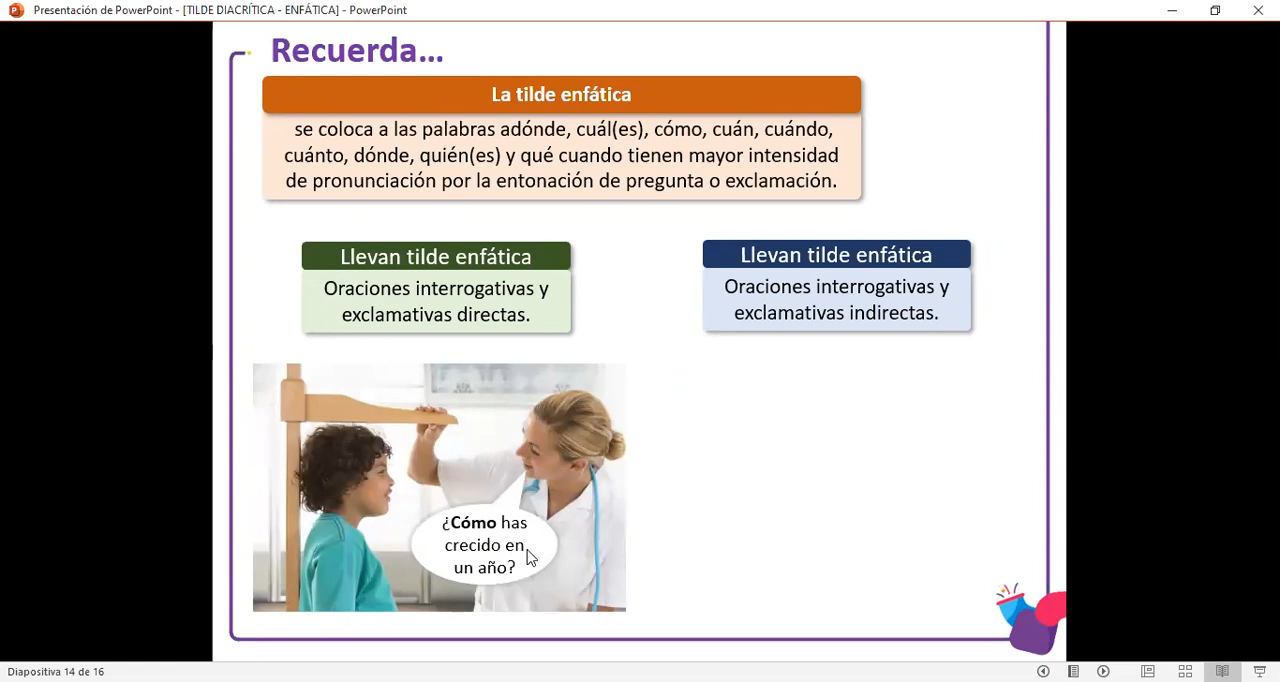 Presentación de PowerPoint - [TILDE DIACRÍTICA - ENFÁTICA] - PowerPoint
Recuerda...
La tilde enfática
se coloca a las palabras adónde, cuál(es), cómo, cuán, cuándo,
cuánto, dónde, quién(es) y qué cuando tienen mayor intensidad
de pronunciación por la entonación de pregunta o exclamación.
Llevan tilde enfática
Oraciones interrogativas y
exclamativas directas.
Llevan tilde enfática
Oraciones interrogativas y
exclamativas indirectas.
¿Cómo has
crecido en
un año?
Diapositiva 14 de 16